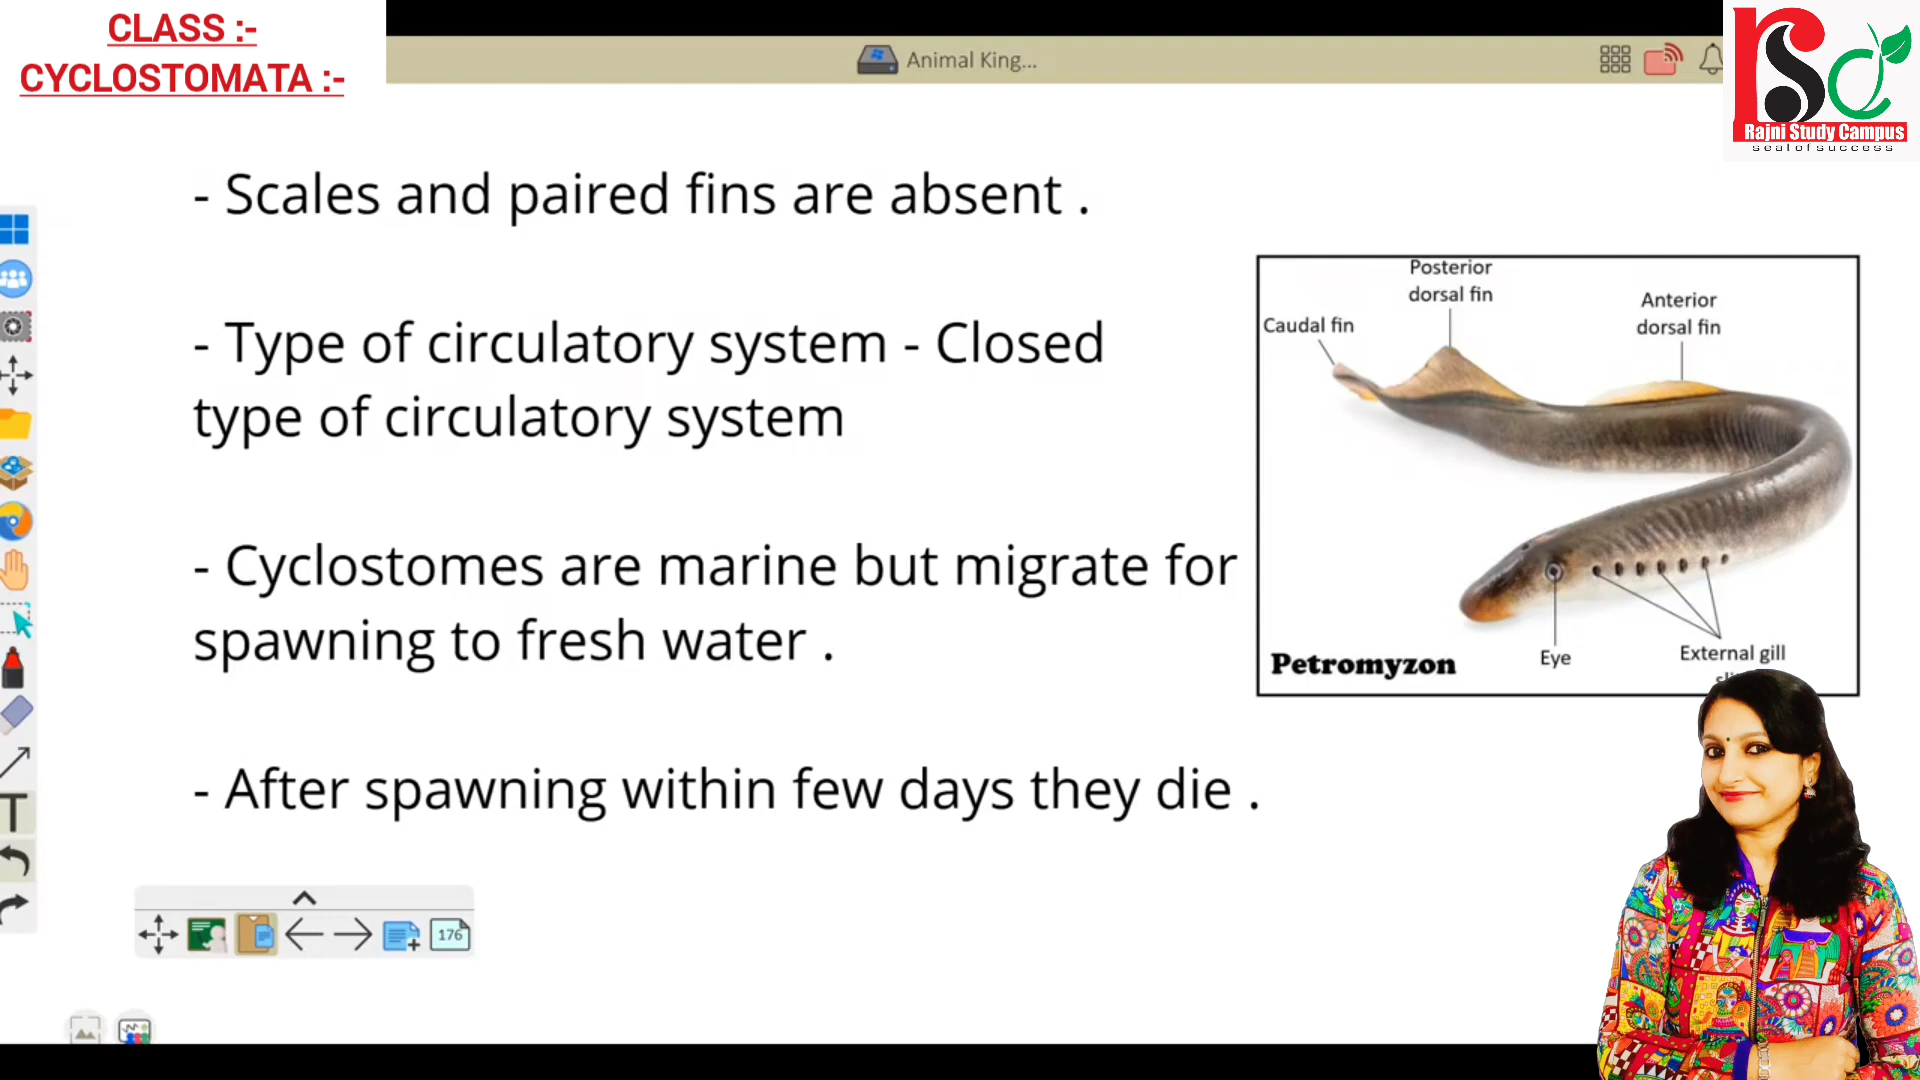 CLASS :-
CYCLOSTOMATA :-
Animal King...
Rajni Study Campus
seal of success
- Scales and paired fins are absent .
- Type of circulatory system - Closed
type of circulatory system
- Cyclostomes are marine but migrate for
spawning to fresh water .
- After spawning within few days they die .
Posterior
dorsal fin
Anterior
dorsal fin
Caudal fin
Eye
External gill
Petromyzon
176